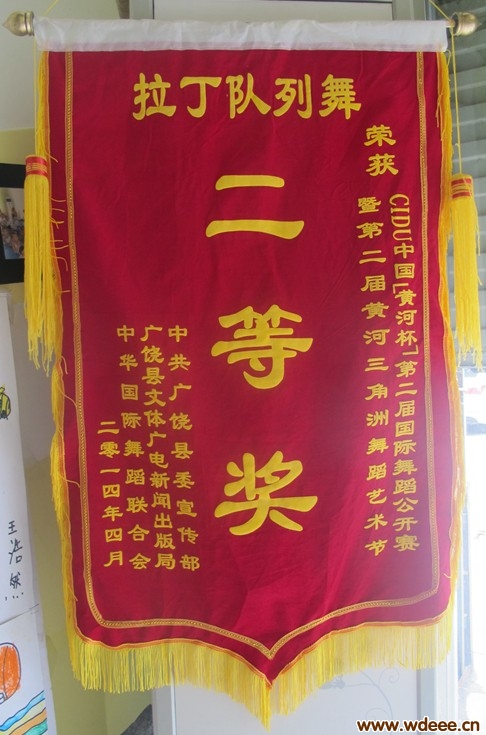 拉丁队列舞
荣获
CIDU中国「黄河杯」第二届国际舞蹈公开赛
暨第二届黄河三角洲舞蹈艺术节
二等奖
中共广饶县委宣传部
广饶县文体广电新闻出版局
中华国际舞蹈联合会
二零一四年四月
王浩然
www.wdeee.cn